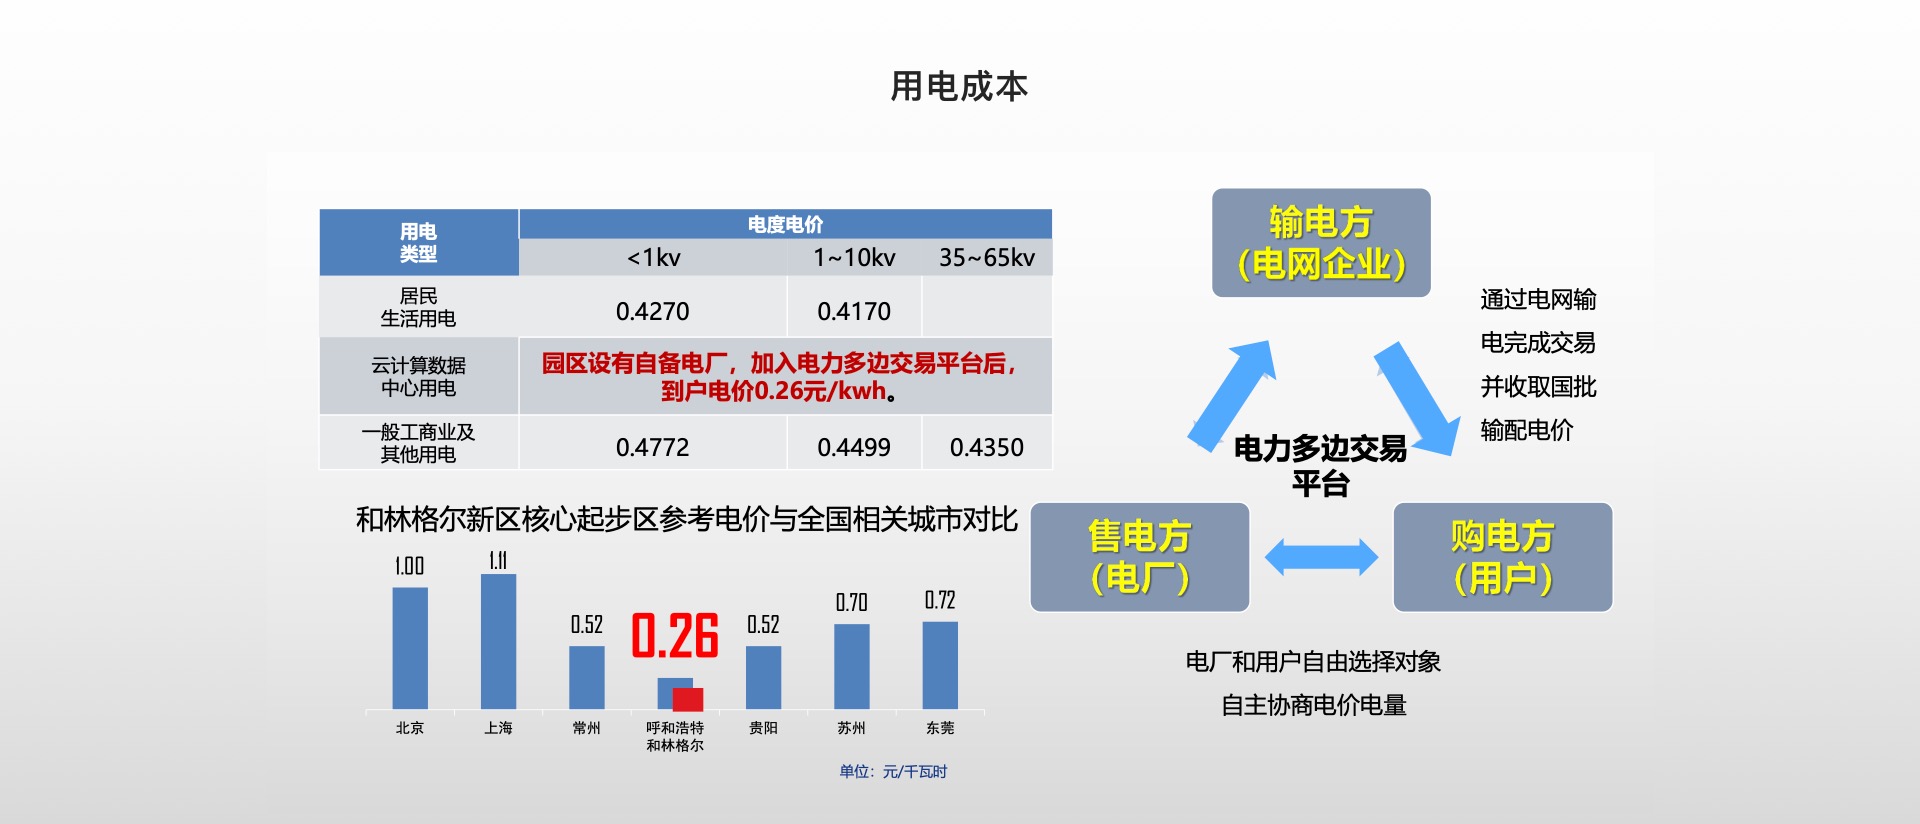 用电成本
用电
类型
电度电价
<1kv
1~10kv
35~65kv
居民
生活用电
0.4270
0.4170
云计算数据
中心用电
园区设有自备电厂，加入电力多边交易平台后，
到户电价0.26元/kwh。
一般工商业及
其他用电
0.4772
0.4499
0.4350
和林格尔新区核心起步区参考电价与全国相关城市对比
1.00
1.11
0.52
0.26
0.52
0.70
0.72
北京
上海
常州
呼和浩特
和林格尔
贵阳
苏州
东莞
单位：元/千瓦时
输电方
（电网企业）
通过电网输
电完成交易
并收取国批
输配电价
电力多边交易
平台
售电方
（电厂）
购电方
（用户）
电厂和用户自由选择对象
自主协商电价电量